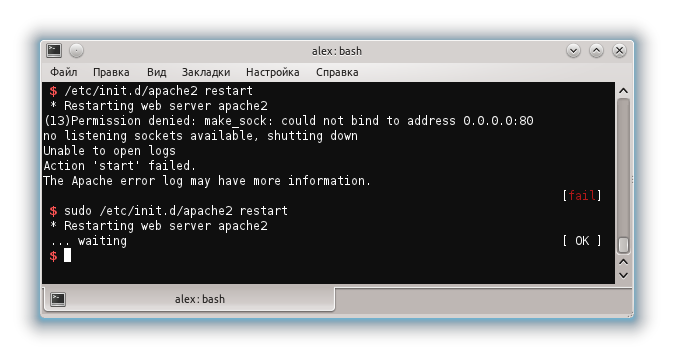 alex: bash
Файл Правка Вид Закладки Настройка Справка
$ /etc/init.d/apache2 restart
* Restarting web server apache2
(13)Permission denied: make_sock: could not bind to address 0.0.0.0:80
no listening sockets available, shutting down
Unable to open logs
Action 'start' failed.
The Apache error log may have more information.
[fail]
$ sudo /etc/init.d/apache2 restart
* Restarting web server apache2
... waiting [ OK ]
$
alex: bash